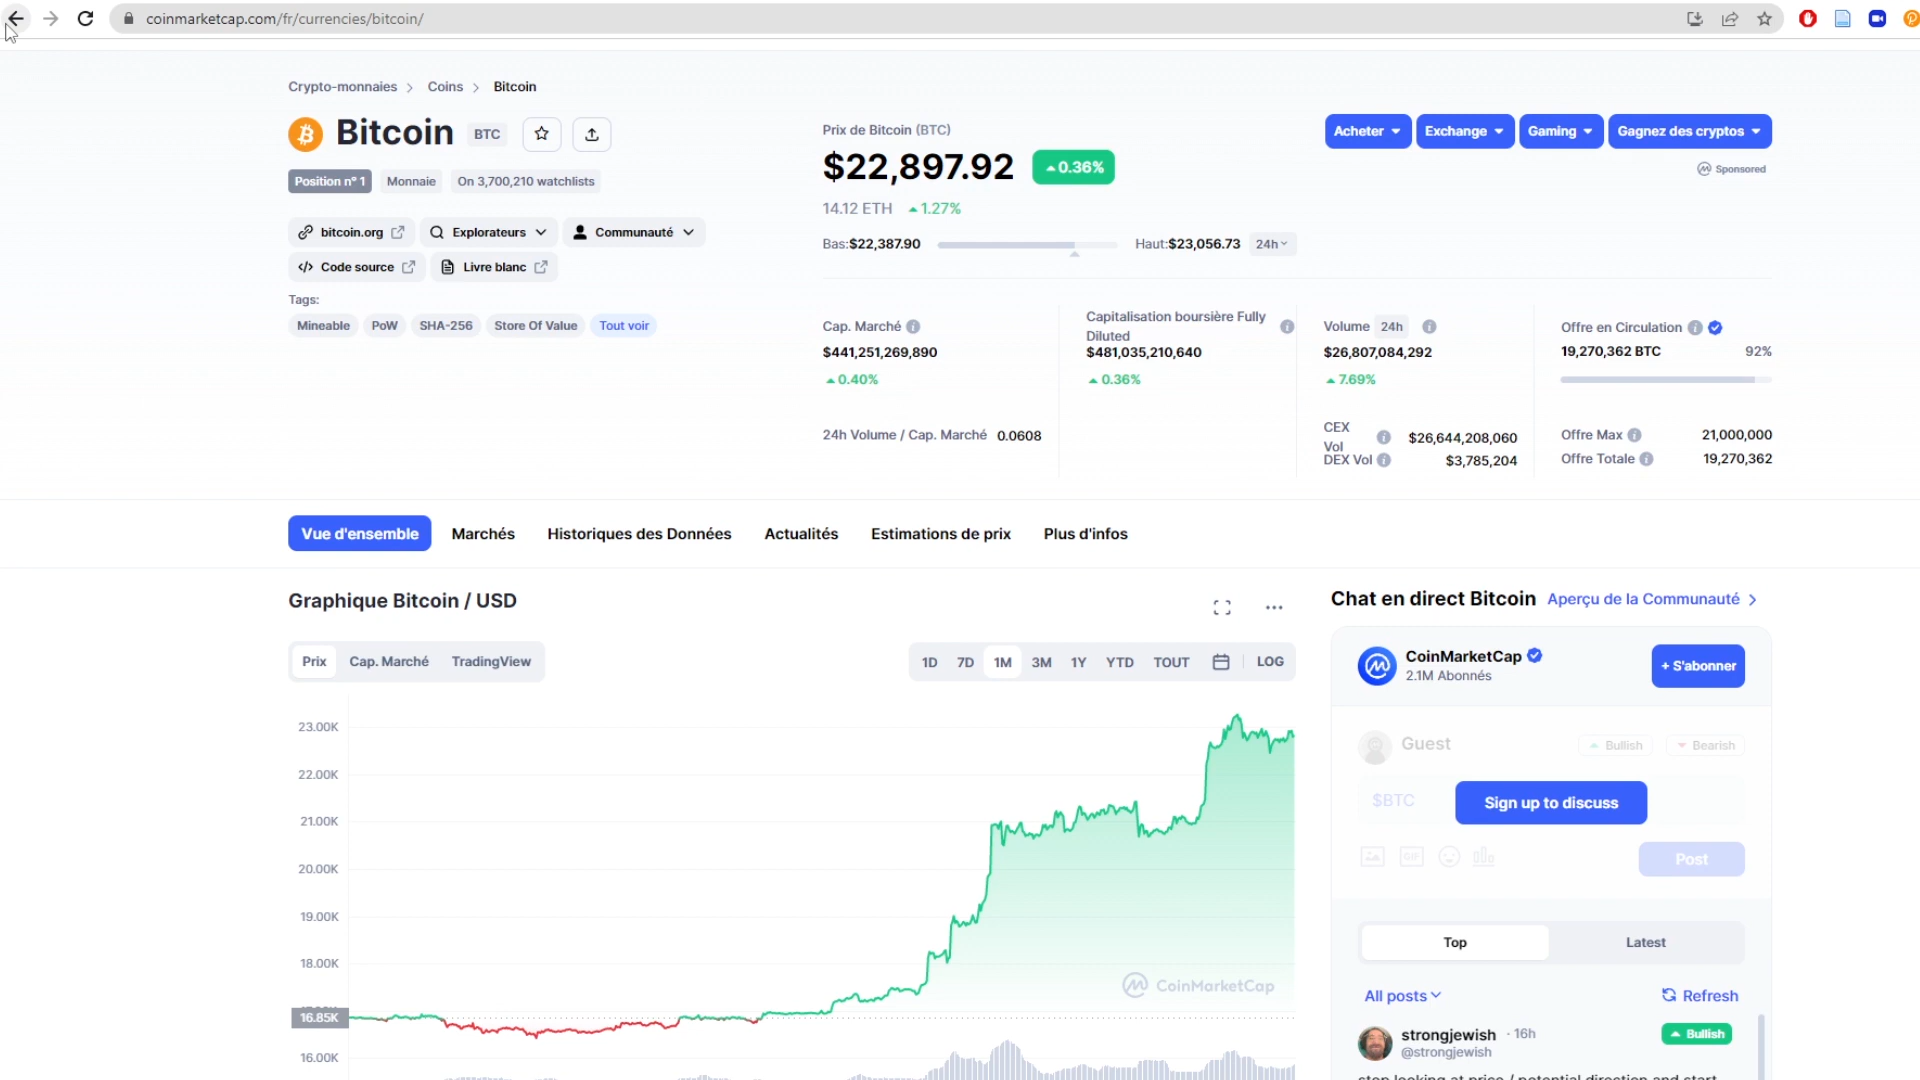 coinmarketcap.com/fr/currencies/bitcoin/
Crypto-monnaies > Coins > Bitcoin
Bitcoin BTC
Position n° 1 Monnaie On 3,700,210 watchlists
bitcoin.org Explorateurs Communauté
Code source Livre blanc
Tags:
Mineable PoW SHA-256 Store Of Value Tout voir
Prix de Bitcoin (BTC)
$22,897.92 0.36%
14.12 ETH 1.27%
Bas:$22,387.90 Haut:$23,056.73 24h
Acheter Exchange Gaming Gagnez des cryptos
Sponsored
Cap. Marché
$441,251,269,890
0.40%
24h Volume / Cap. Marché 0.0608
Capitalisation boursière Fully
Diluted
$481,035,210,640
0.36%
Volume 24h
$26,807,084,292
7.69%
CEX
Vol $26,644,208,060
DEX Vol $3,785,204
Offre en Circulation
19,270,362 BTC 92%
Offre Max 21,000,000
Offre Totale 19,270,362
Vue d'ensemble Marchés Historiques des Données Actualités Estimations de prix Plus d'infos
Graphique Bitcoin / USD
Prix Cap. Marché TradingView
1D 7D 1M 3M 1Y YTD TOUT LOG
23.00K
22.00K
21.00K
20.00K
19.00K
18.00K
16.85K
16.00K
CoinMarketCap
Chat en direct Bitcoin Aperçu de la Communauté >
CoinMarketCap
2.1M Abonnés
+ S'abonner
Guest Bullish Bearish
$BTC
Sign up to discuss
GIF
Post
Top Latest
All posts Refresh
strongjewish · 16h Bullish
@strongjewish
stop looking at price / potential direction and start